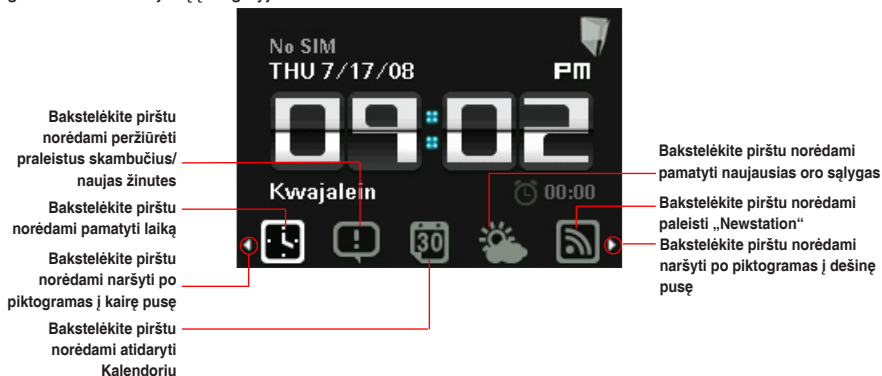 No SIM
THU 7/17/08
PM
09:02
Kwajalein
00:00
30
Bakstelėkite pirštu
norėdami peržiūrėti
praleistus skambučius/
naujas žinutes
Bakstelėkite pirštu
norėdami pamatyti laiką
Bakstelėkite pirštu
norėdami naršyti po
piktogramas į kairę pusę
Bakstelėkite pirštu
norėdami atidaryti
Kalendorių
Bakstelėkite pirštu norėdami
pamatyti naujausias oro sąlygas
Bakstelėkite pirštu norėdami
paleisti „Newstation“
Bakstelėkite pirštu norėdami
naršyti po piktogramas į dešinę
pusę